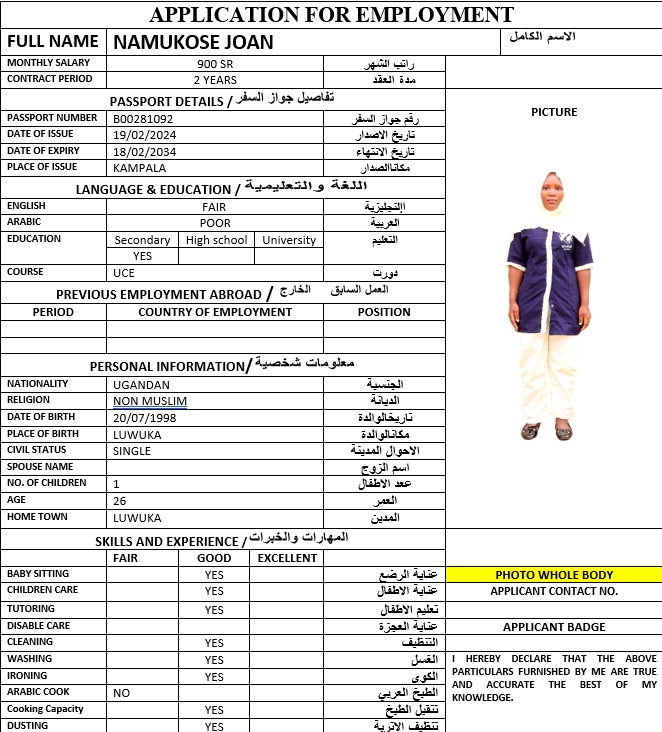 APPLICATION FOR EMPLOYMENT
FULL NAME NAMUKOSE JOAN الاسم الكامل
MONTHLY SALARY 900 SR راتب الشهر
CONTRACT PERIOD 2 YEARS مدة العقد
PASSPORT DETAILS / تفاصيل جواز السفر
PICTURE
PASSPORT NUMBER B00281092 رقم جواز السفر
DATE OF ISSUE 19/02/2024 تاريخ الاصدار
DATE OF EXPIRY 18/02/2034 تاريخ الانتهاء
PLACE OF ISSUE KAMPALA مكاناالصدار
LANGUAGE & EDUCATION / اللغة والتعليمية
ENGLISH FAIR اإلنجليزية
ARABIC POOR العربية
EDUCATION Secondary High school University التعليم
YES
COURSE UCE دورت
PREVIOUS EMPLOYMENT ABROAD / العمل السابق الخارج
PERIOD COUNTRY OF EMPLOYMENT POSITION
PERSONAL INFORMATION/ معلومات شخصية
NATIONALITY UGANDAN الجنسية
RELIGION NON MUSLIM الديانة
DATE OF BIRTH 20/07/1998 تاريخالوالدة
PLACE OF BIRTH LUWUKA مكانالوالدة
CIVIL STATUS SINGLE الاحوال المدينة
SPOUSE NAME اسم الزوج
NO. OF CHILDREN 1 عدد الاطفال
AGE 26 العمر
HOME TOWN LUWUKA المدين
SKILLS AND EXPERIENCE / المهارات والخبرات
FAIR GOOD EXCELLENT
BABY SITTING YES عناية الرضع
PHOTO WHOLE BODY
CHILDREN CARE YES عناية الاطفال
APPLICANT CONTACT NO.
TUTORING YES تعليم الاطفال
DISABLE CARE عناية العجزة
APPLICANT BADGE
CLEANING YES التنظيف
WASHING YES الغسل
IRONING YES الكوى
ARABIC COOK NO الطبخ العربي
Cooking Capacity YES تتقيل الطبخ
DUSTING YES تنظيف الاتربة
I HEREBY DECLARE THAT THE ABOVE
PARTICULARS FURNISHED BY ME ARE TRUE
AND ACCURATE THE BEST OF MY
KNOWLEDGE.